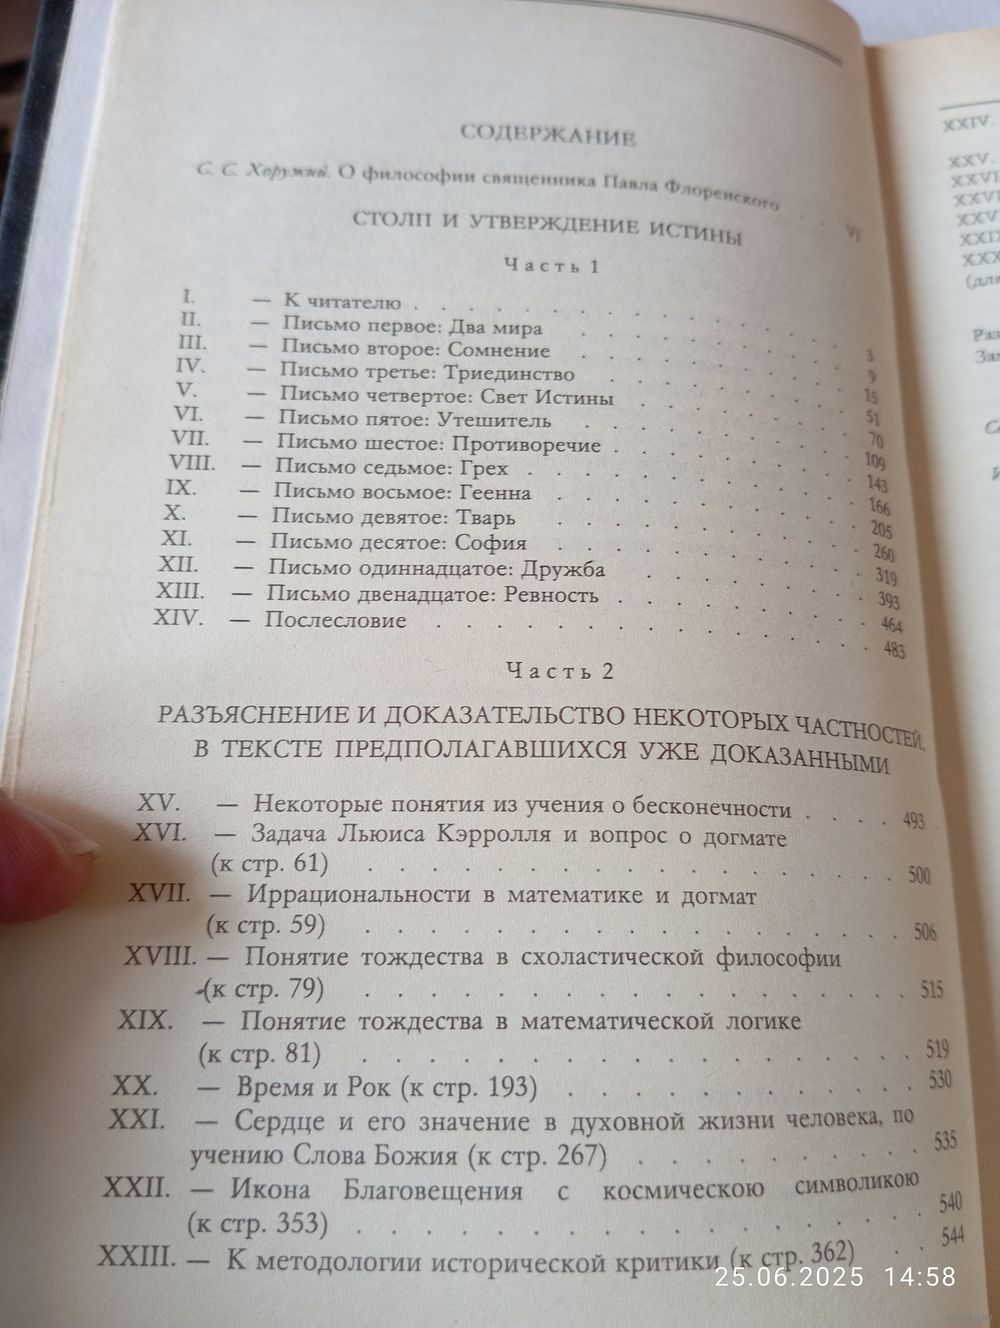 СОДЕРЖАНИЕ
С. С. Хоружий. О философии священника Павла Флоренского . . VI
СТОЛП И УТВЕРЖДЕНИЕ ИСТИНЫ
Часть 1
I. — К читателю . . . . . . . . . . . 3
II. — Письмо первое: Два мира . . . . . . . . 9
III. — Письмо второе: Сомнение . . . . . . . . 15
IV. — Письмо третье: Триединство . . . . . . . 51
V. — Письмо четвертое: Свет Истины . . . . . . 70
VI. — Письмо пятое: Утешитель . . . . . . . . 109
VII. — Письмо шестое: Противоречие . . . . . . . 143
VIII. — Письмо седьмое: Грех . . . . . . . . . 166
IX. — Письмо восьмое: Геенна . . . . . . . . 205
X. — Письмо девятое: Тварь . . . . . . . . 260
XI. — Письмо десятое: София . . . . . . . . 319
XII. — Письмо одиннадцатое: Дружба . . . . . . 393
XIII. — Письмо двенадцатое: Ревность . . . . . . . 464
XIV. — Послесловие . . . . . . . . . . . 483
Часть 2
РАЗЪЯСНЕНИЕ И ДОКАЗАТЕЛЬСТВО НЕКОТОРЫХ ЧАСТНОСТЕЙ,
В ТЕКСТЕ ПРЕДПОЛАГАВШИХСЯ УЖЕ ДОКАЗАННЫМИ
XV. — Некоторые понятия из учения о бесконечности . . . . 493
XVI. — Задача Льюиса Кэрролля и вопрос о догмате
(к стр. 61) . . . . . . . . . . . . . . 500
XVII. — Иррациональности в математике и догмат
(к стр. 59) . . . . . . . . . . . . . . 506
XVIII. — Понятие тождества в схоластической философии
(к стр. 79) . . . . . . . . . . . . . . 515
XIX. — Понятие тождества в математической логике
(к стр. 81) . . . . . . . . . . . . . . 519
XX. — Время и Рок (к стр. 193) . . . . . . . . . 530
XXI. — Сердце и его значение в духовной жизни человека, по
учению Слова Божия (к стр. 267) . . . . . . . . 535
XXII. — Икона Благовещения с космическою символикою
(к стр. 353) . . . . . . . . . . . . . . 540
XXIII. — К методологии исторической критики (к стр. 362) . . 544
XXIV.
XXV.
25.06.2025 14:58